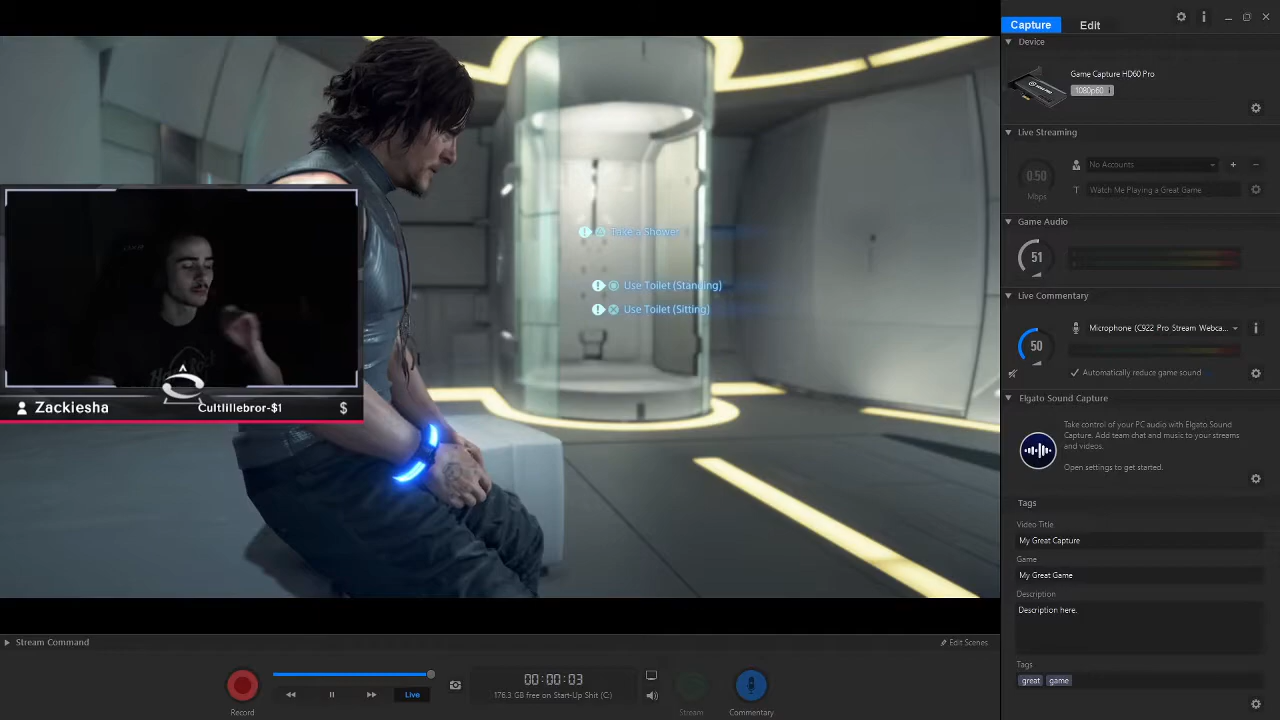 Capture
Edit
Device
Game Capture HD60 Pro
1080p60
Live Streaming
0.50
Mbps
No Accounts
T
Watch Me Playing a Great Game
Game Audio
51
Live Commentary
50
Microphone (C922 Pro Stream Webca...
Automatically reduce game sound
Elgato Sound Capture
Take control of your PC audio with Elgato Sound
Capture. Add team chat and music to your streams
and videos.
Open settings to get started.
Tags
Video Title
My Great Capture
Game
My Great Game
Description
Description here.
Tags
great game
Take a Shower
Use Toilet (Standing)
Use Toilet (Sitting)
Zackiesha
Cultlillebror-$1
$
Stream Command
Edit Scenes
Record
Live
00:00:03
176.3 GB free on Start-Up Shit (C:)
Stream
Commentary